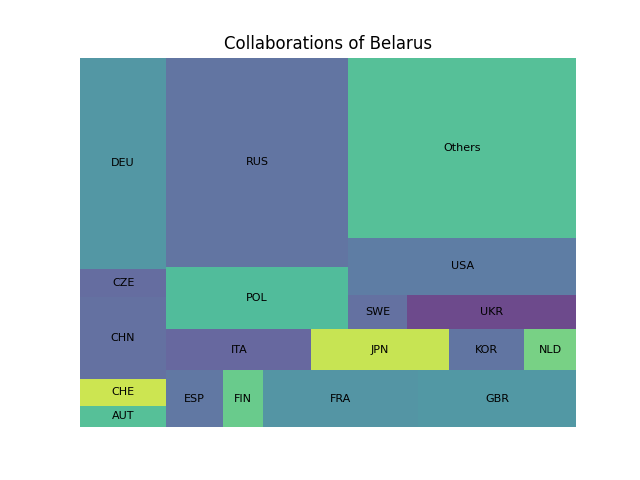 Collaborations of Belarus
DEU
RUS
Others
USA
CZE
POL
SWE
UKR
CHN
ITA
JPN
KOR
NLD
CHE
ESP
FIN
FRA
GBR
AUT